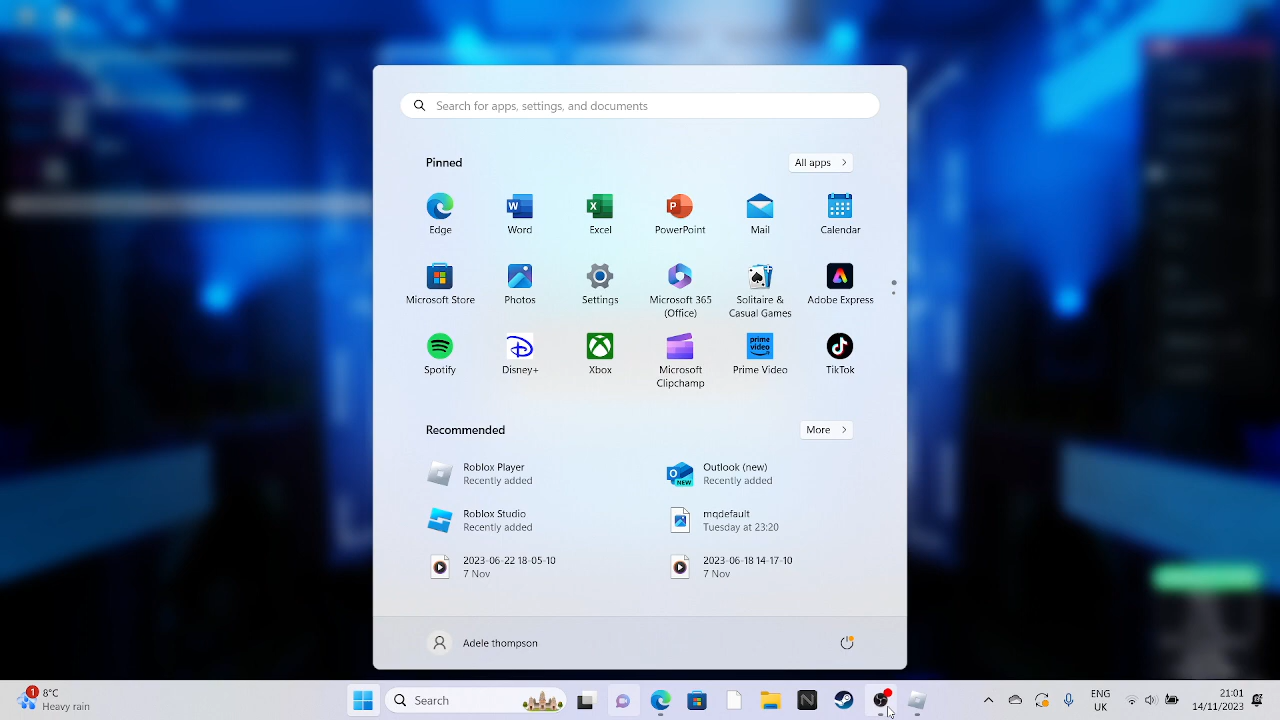 Search for apps, settings, and documents
Pinned
All apps
Edge
Word
Excel
PowerPoint
Mail
Calendar
Microsoft Store
Photos
Settings
Microsoft 365
(Office)
Solitaire &
Casual Games
Adobe Express
Spotify
Disney+
Xbox
Microsoft
Clipchamp
prime
video
Prime Video
TikTok
Recommended
More
Roblox Player
Recently added
Outlook (new)
Recently added
NEW
Roblox Studio
Recently added
mqdefault
Tuesday at 23:20
2023-06-22 18-05-10
7 Nov
2023-06-18 14-17-10
7 Nov
Adele thompson
1
8°C
Heavy rain
Search
ENG
UK
21:01
14/11/2023